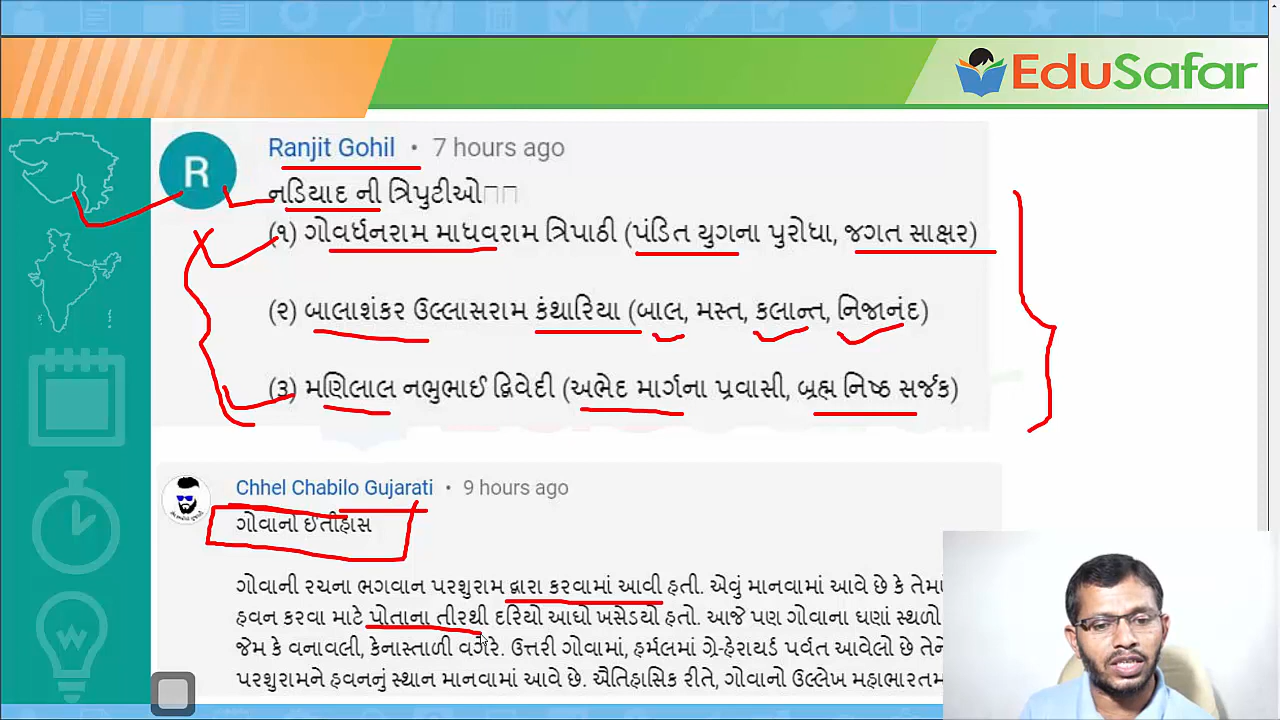 EduSafar
R
Ranjit Gohil • 7 hours ago
નડિયાદ ની ત્રિપુટીઓ
(૧) ગોવર્ધનરામ માધવરામ ત્રિપાઠી (પંડિત યુગના પુરોધા, જગત સાક્ષર)
(૨) બાલાશંકર ઉલ્લાસરામ કંથારિયા (બાલ, મસ્ત, કલાન્ત, નિજાનંદ)
(૩) મણિલાલ નભુભાઈ દ્વિવેદી (અભેદ માર્ગના પ્રવાસી, બ્રહ્મ નિષ્ઠ સર્જક)
Chhel Chabilo Gujarati • 9 hours ago
ગોવાનો ઈતીહાસ
ગોવાની રચના ભગવાન પરશુરામ દ્વારા કરવામાં આવી હતી. એવું માનવામાં આવે છે કે તેમાં
હવન કરવા માટે પોતાના તીરથી દરિયો આઘો ખસેડયો હતો. આજે પણ ગોવાના ઘણાં સ્થળો
જેમ કે વનાવલી, કેનાસ્તાળી વગેરે. ઉત્તરી ગોવામાં, હર્મલમાં ગ્રે-હેરાયર્ડ પર્વત આવેલો છે તેને
પરશુરામને હવનનું સ્થાન માનવામાં આવે છે. ઐતિહાસિક રીતે, ગોવાનો ઉલ્લેખ મહાભારતમ